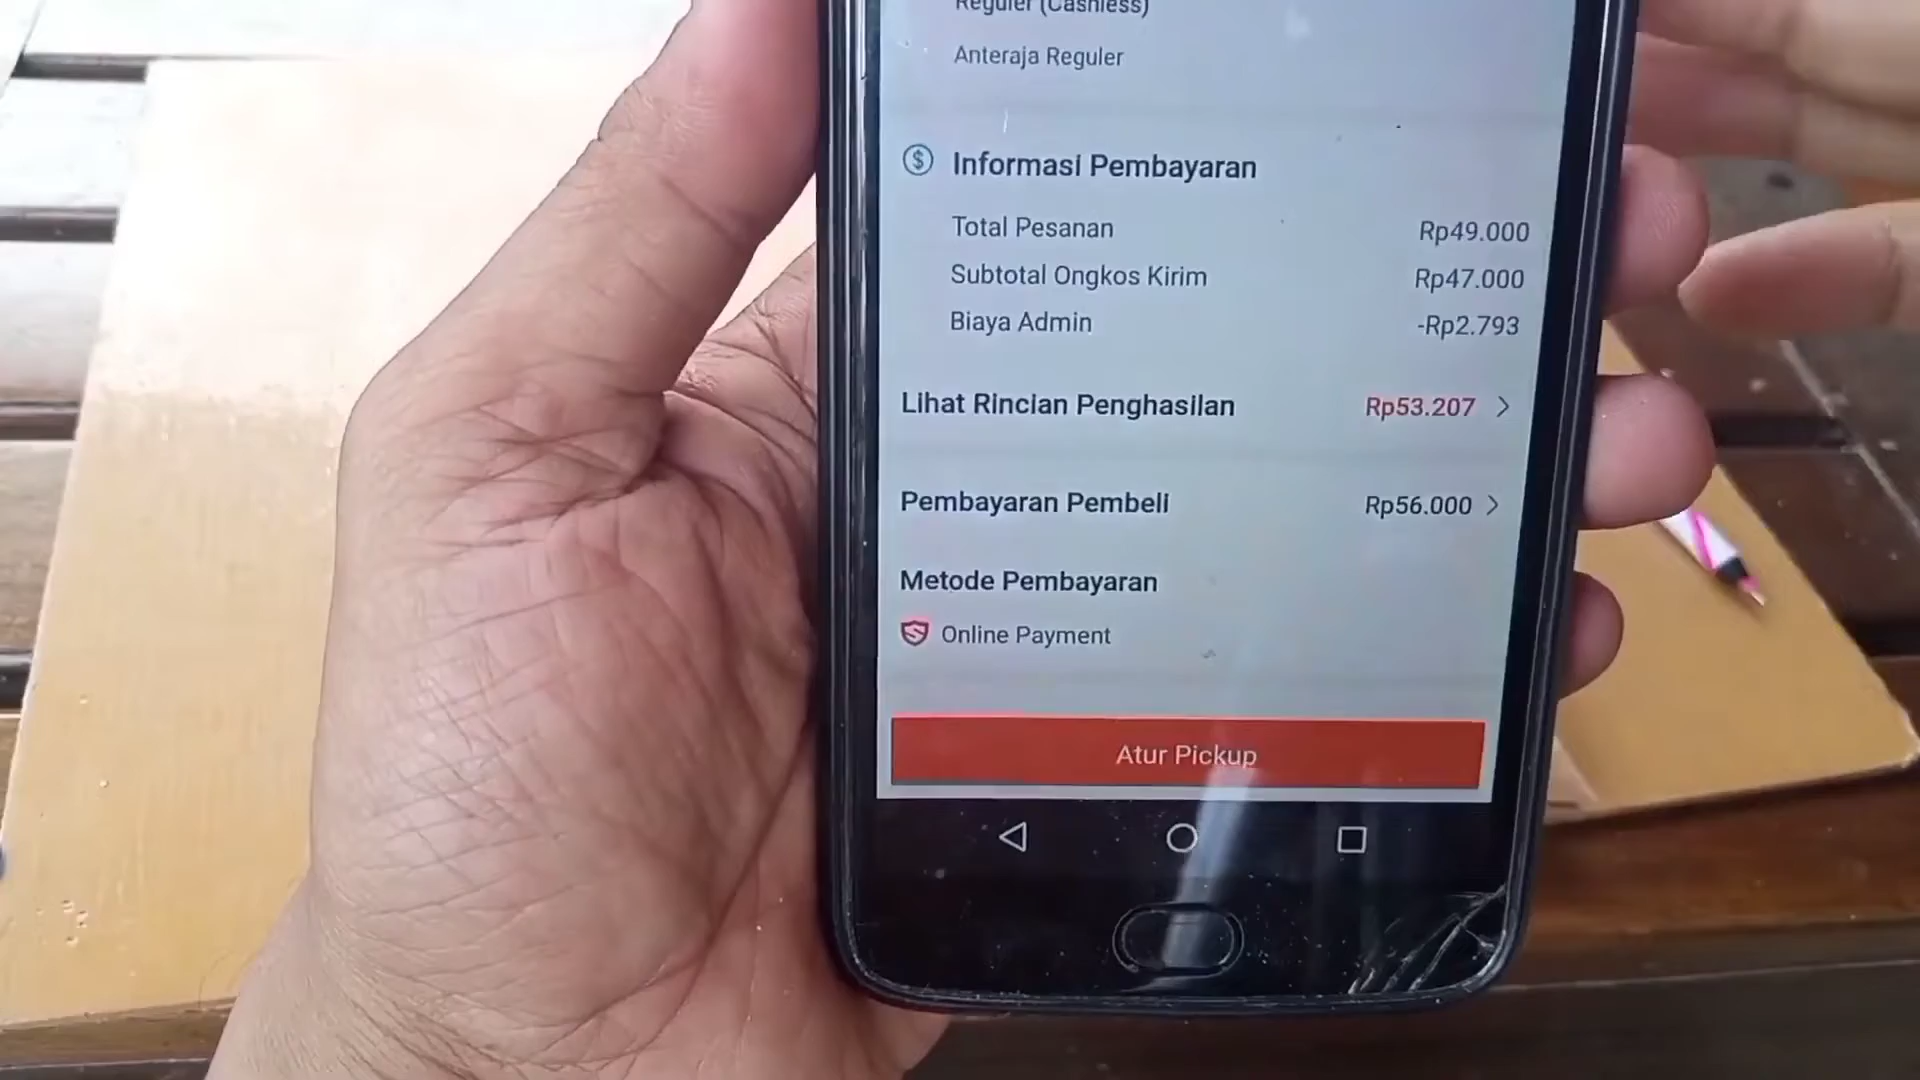 Reguler (Cashless)
Anteraja Reguler
Informasi Pembayaran
Total Pesanan Rp49.000
Subtotal Ongkos Kirim Rp47.000
Biaya Admin -Rp2.793
Lihat Rincian Penghasilan Rp53.207
Pembayaran Pembeli Rp56.000
Metode Pembayaran
Online Payment
Atur Pickup